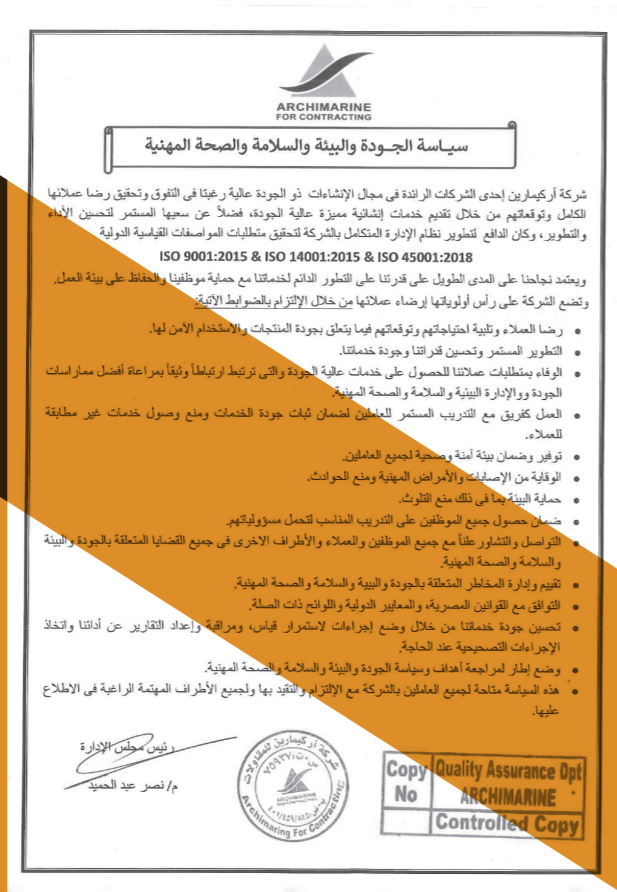 ARCHIMARINE
FOR CONTRACTING
سياسة الجـودة والبيئة والسلامة والصحة المهنية
شركة أركيمارين إحدى الشركات الرائدة فى مجال الإنشاءات ذو الجودة عالية رغبتا فى التفوق وتحقيق رضا عملائها
الكامل وتوقعاتهم من خلال تقديم خدمات إنشائية مميزة عالية الجودة، فضلاً عن سعيها المستمر لتحسين الأداء
والتطوير، وكان الدافع لتطوير نظام الإدارة المتكامل بالشركة لتحقيق متطلبات المواصفات القياسية الدولية
ISO 9001:2015 & ISO 14001:2015 & ISO 45001:2018
ويعتمد نجاحنا على المدى الطويل على قدرتنا على التطور الدائم لخدماتنا مع حماية موظفينا والحفاظ على بيئة العمل.
وتضع الشركة على رأس أولوياتها إرضاء عملائها من خلال الإلتزام بالضوابط الآتية:
• رضا العملاء وتلبية احتياجاتهم وتوقعاتهم فيما يتعلق بجودة المنتجات والاستخدام الآمن لها.
• التطوير المستمر وتحسين قدراتنا وجودة خدماتنا.
• الوفاء بمتطلبات عملائنا للحصول على خدمات عالية الجودة والتى ترتبط ارتباطاً وثيقاً بمراعاة أفضل ممارسات
الجودة ووالإدارة البيئية والسلامة والصحة المهنية.
• العمل كفريق مع التدريب المستمر للعاملين لضمان ثبات جودة الخدمات ومنع وصول خدمات غير مطابقة
للعملاء.
• توفير وضمان بيئة آمنة وصحية لجميع العاملين.
• الوقاية من الإصابات والأمراض المهنية ومنع الحوادث.
• حماية البيئة بما فى ذلك منع التلوث.
• ضمان حصول جميع الموظفين على التدريب المناسب لتحمل مسؤولياتهم.
• التواصل والتشاور علناً مع جميع الموظفين والعملاء والأطراف الاخرى فى جميع القضايا المتعلقة بالجودة والبيئة
والسلامة والصحة المهنية.
• تقييم وإدارة المخاطر المتعلقة بالجودة والبيية والسلامة والصحة المهنية.
• التوافق مع القوانين المصرية، والمعايير الدولية واللوائح ذات الصلة.
• تحسين جودة خدماتنا من خلال وضع إجراءات لاستمرار قياس، ومراقبة وإعداد التقارير عن أدائنا واتخاذ
الإجراءات التصحيحية عند الحاجة.
• وضع إطار لمراجعة أهداف وسياسة الجودة والبيئة والسلامة والصحة المهنية.
• هذه السياسة متاحة لجميع العاملين بالشركة مع الإلتزام والتقيد بها ولجميع الأطراف المهتمة الراغبة فى الاطلاع
عليها.
رئيس مجلس الإدارة
م/ نصر عبد الحميد
شركة أركيمارين للمقاولات
ARCHIMARINE
Archimaring For Contracting
Copy No
Quality Assurance Dpt
ARCHIMARINE
Controlled Copy